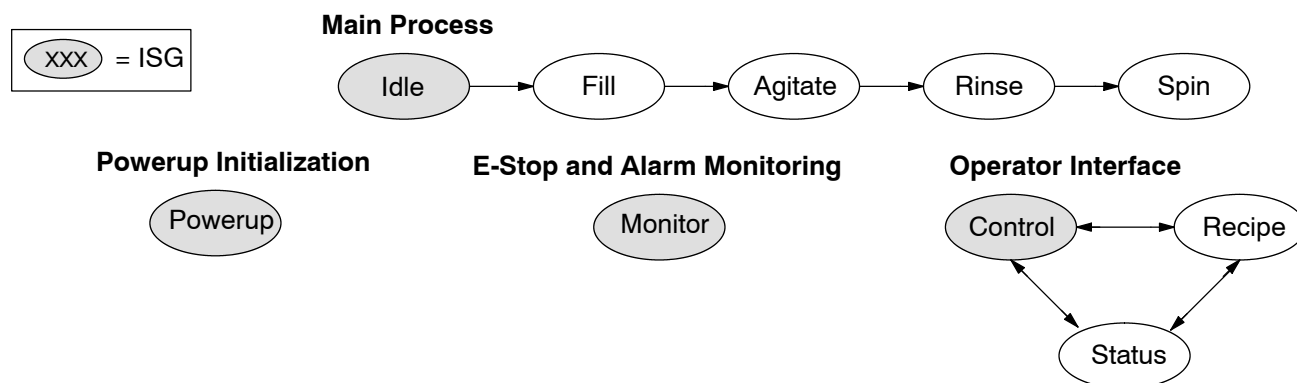 Main Process
XXX = ISG
Idle Fill Agitate Rinse Spin
Powerup Initialization E-Stop and Alarm Monitoring Operator Interface
Powerup Monitor Control Recipe
Status